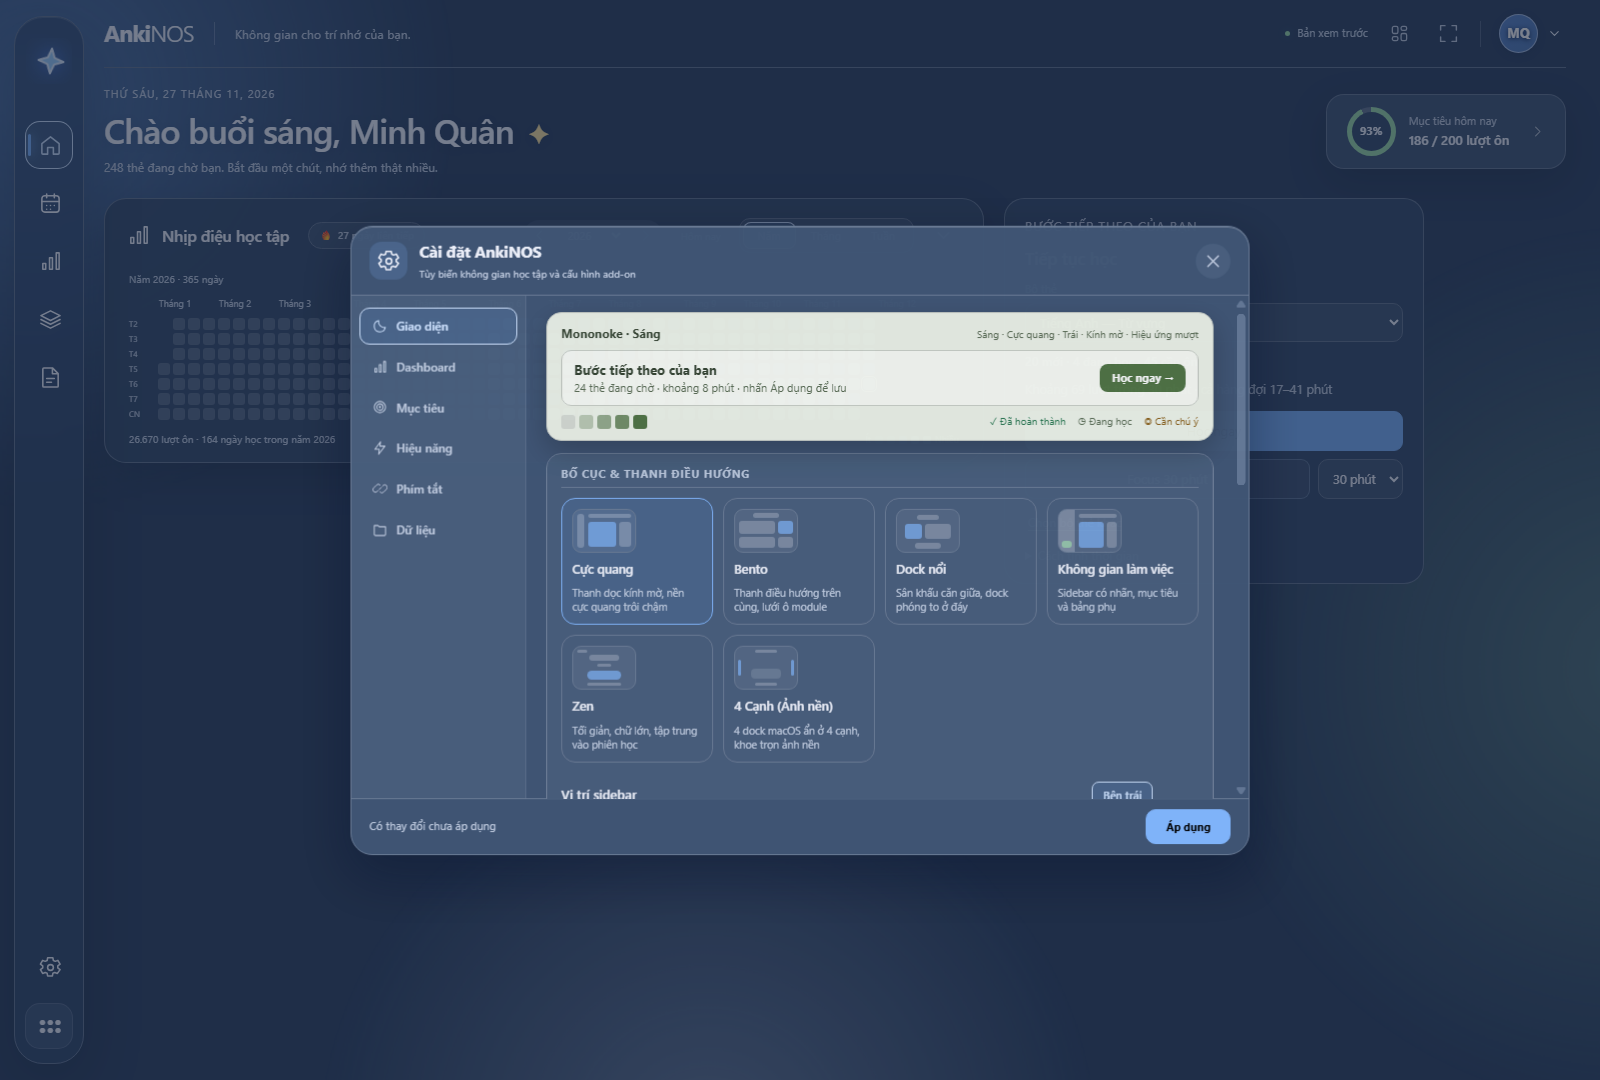 AnkiNOS
Không gian cho trí nhớ của bạn.
Bản xem trước
MQ
THỨ SÁU, 27 THÁNG 11, 2026
Chào buổi sáng, Minh Quân
248 thẻ đang chờ bạn. Bắt đầu một chút, nhớ thêm thật nhiều.
93%
Mục tiêu hôm nay
186 / 200 lượt ôn
Nhịp điệu học tập
27
BƯỚC TIẾP THEO CỦA BẠN
Năm 2026 · 365 ngày
Tháng 1
Tháng 2
Tháng 3
T2
T3
T4
T5
T6
T7
CN
26.670 lượt ôn · 164 ngày học trong năm 2026
đợi 17–41 phút
30 phút
Cài đặt AnkiNOS
Tùy biến không gian học tập và cấu hình add-on
Giao diện
Dashboard
Mục tiêu
Hiệu năng
Phím tắt
Dữ liệu
Mononoke · Sáng
Sáng · Cực quang · Trái · Kính mờ · Hiệu ứng mượt
Bước tiếp theo của bạn
24 thẻ đang chờ · khoảng 8 phút · nhấn Áp dụng để lưu
Học ngay →
✓ Đã hoàn thành
◷ Đang học
Cần chú ý
BỐ CỤC & THANH ĐIỀU HƯỚNG
Cực quang
Thanh dọc kính mờ, nền
cực quang trôi chậm
Bento
Thanh điều hướng trên
cùng, lưới ô module
Dock nổi
Sân khấu căn giữa, dock
phóng to ở đáy
Không gian làm việc
Sidebar có nhãn, mục tiêu
và bảng phụ
Zen
Tối giản, chữ lớn, tập trung
vào phiên học
4 Cạnh (Ảnh nền)
4 dock macOS ẩn ở 4 cạnh,
khoe trọn ảnh nền
Vị trí sidebar
Bên trái
Có thay đổi chưa áp dụng
Áp dụng